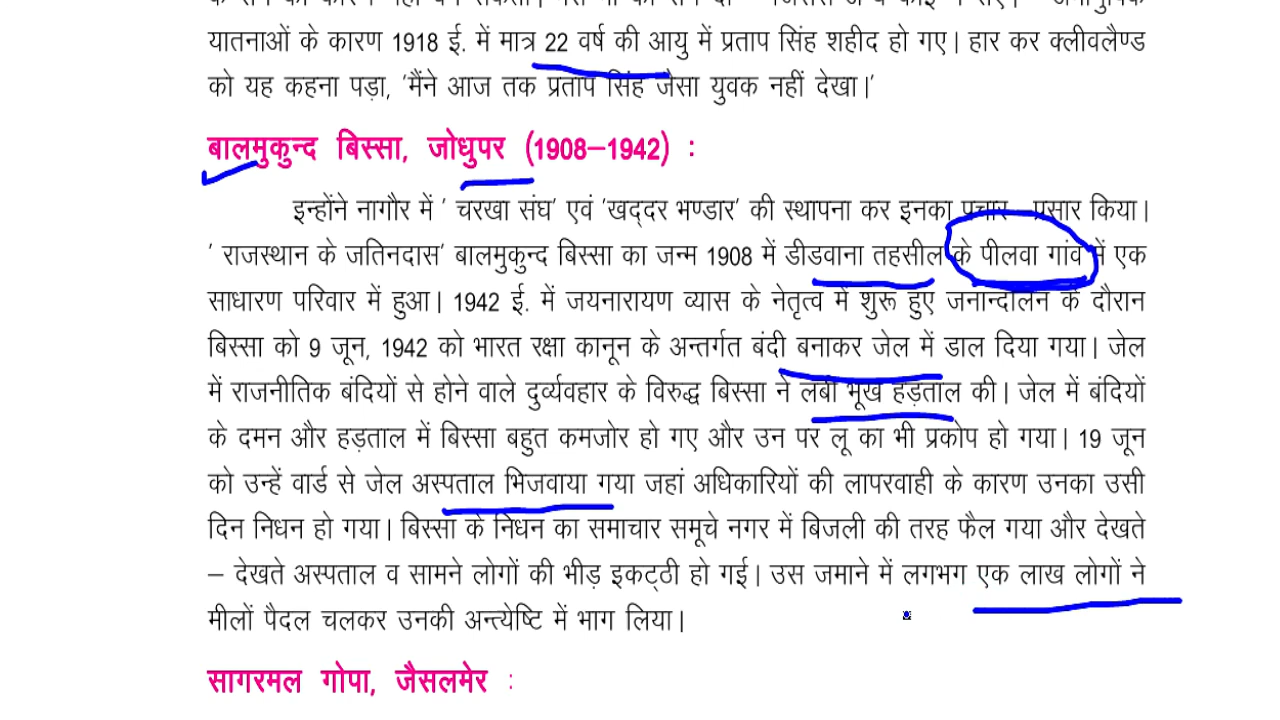 यातनाओं के कारण 1918 ई. में मात्र 22 वर्ष की आयु में प्रताप सिंह शहीद हो गए। हार कर क्लीवलैण्ड
को यह कहना पड़ा, 'मैंने आज तक प्रताप सिंह जैसा युवक नहीं देखा।'
बालमुकुन्द बिस्सा, जोधुपर (1908–1942) :
इन्होंने नागौर में ' चरखा संघ' एवं 'खद्दर भण्डार' की स्थापना कर इनका प्रचार – प्रसार किया।
' राजस्थान के जतिनदास' बालमुकुन्द बिस्सा का जन्म 1908 में डीडवाना तहसील के पीलवा गांव में एक
साधारण परिवार में हुआ। 1942 ई. में जयनारायण व्यास के नेतृत्व में शुरू हुए जनान्दोलन के दौरान
बिस्सा को 9 जून, 1942 को भारत रक्षा कानून के अन्तर्गत बंदी बनाकर जेल में डाल दिया गया। जेल
में राजनीतिक बंदियों से होने वाले दुर्व्यवहार के विरुद्ध बिस्सा ने लंबी भूख हड़ताल की। जेल में बंदियों
के दमन और हड़ताल में बिस्सा बहुत कमजोर हो गए और उन पर लू का भी प्रकोप हो गया। 19 जून
को उन्हें वार्ड से जेल अस्पताल भिजवाया गया जहां अधिकारियों की लापरवाही के कारण उनका उसी
दिन निधन हो गया। बिस्सा के निधन का समाचार समूचे नगर में बिजली की तरह फैल गया और देखते
– देखते अस्पताल व सामने लोगों की भीड़ इकट्ठी हो गई। उस जमाने में लगभग एक लाख लोगों ने
मीलों पैदल चलकर उनकी अन्त्येष्टि में भाग लिया।
सागरमल गोपा, जैसलमेर :